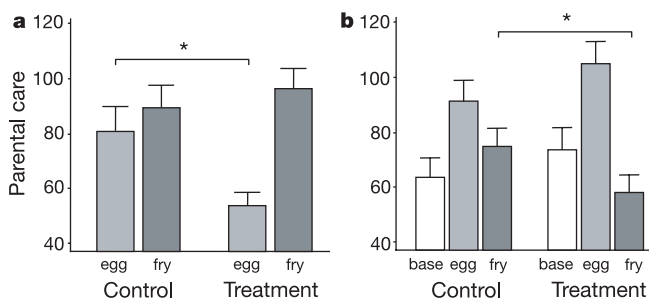 a
120
100
80
60
40
Parental care
*
egg fry egg fry
Control Treatment
b
120
100
80
60
40
*
base egg fry base egg fry
Control Treatment